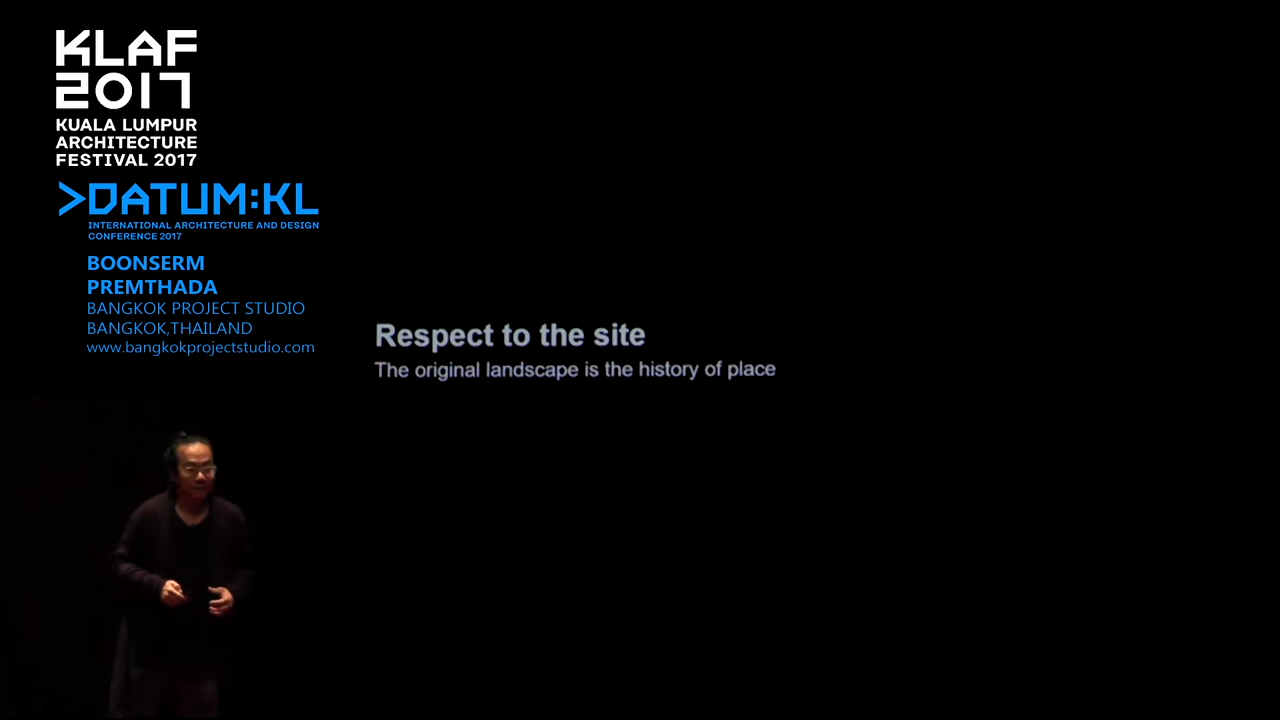 KLAF
2017
KUALA LUMPUR
ARCHITECTURE
FESTIVAL 2017
>DATUM:KL
INTERNATIONAL ARCHITECTURE AND DESIGN
CONFERENCE 2017
BOONSERM
PREMTHADA
BANGKOK PROJECT STUDIO
BANGKOK,THAILAND
www.bangkokprojectstudio.com
Respect to the site
The original landscape is the history of place